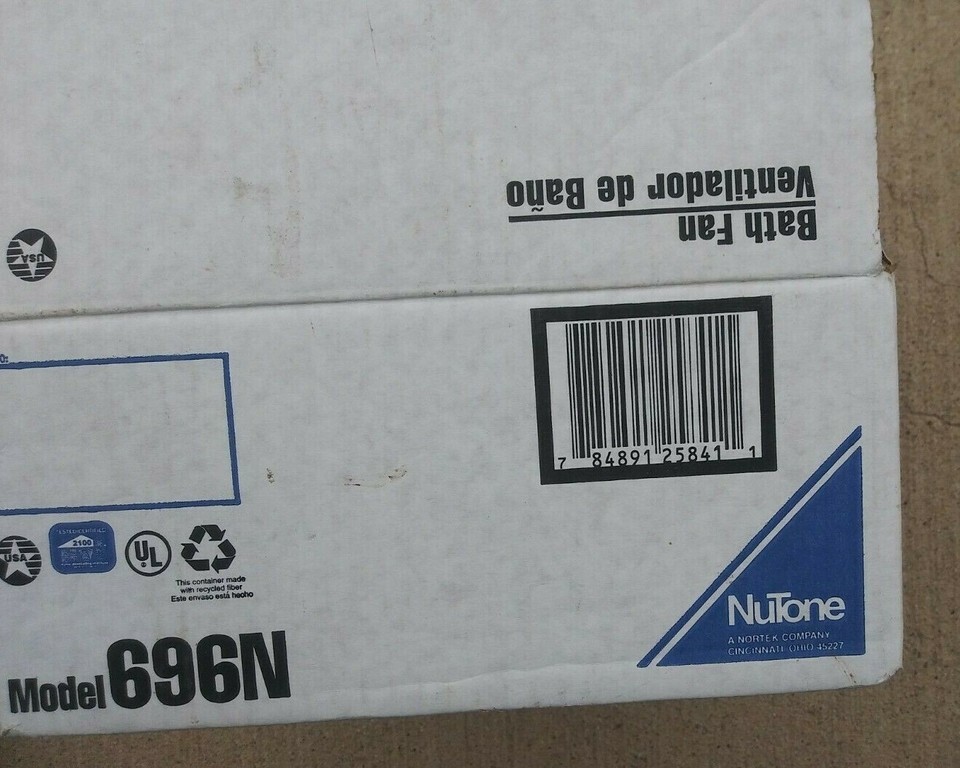 Bath Fan
Ventilador de Baño
USA
7 84891 25841 1
USA
2100
UL
This container made
with recycled fiber
Este envaso está hecho
NuTone
A NORTEK COMPANY
CINCINNATI OHIO 45227
Model 696N